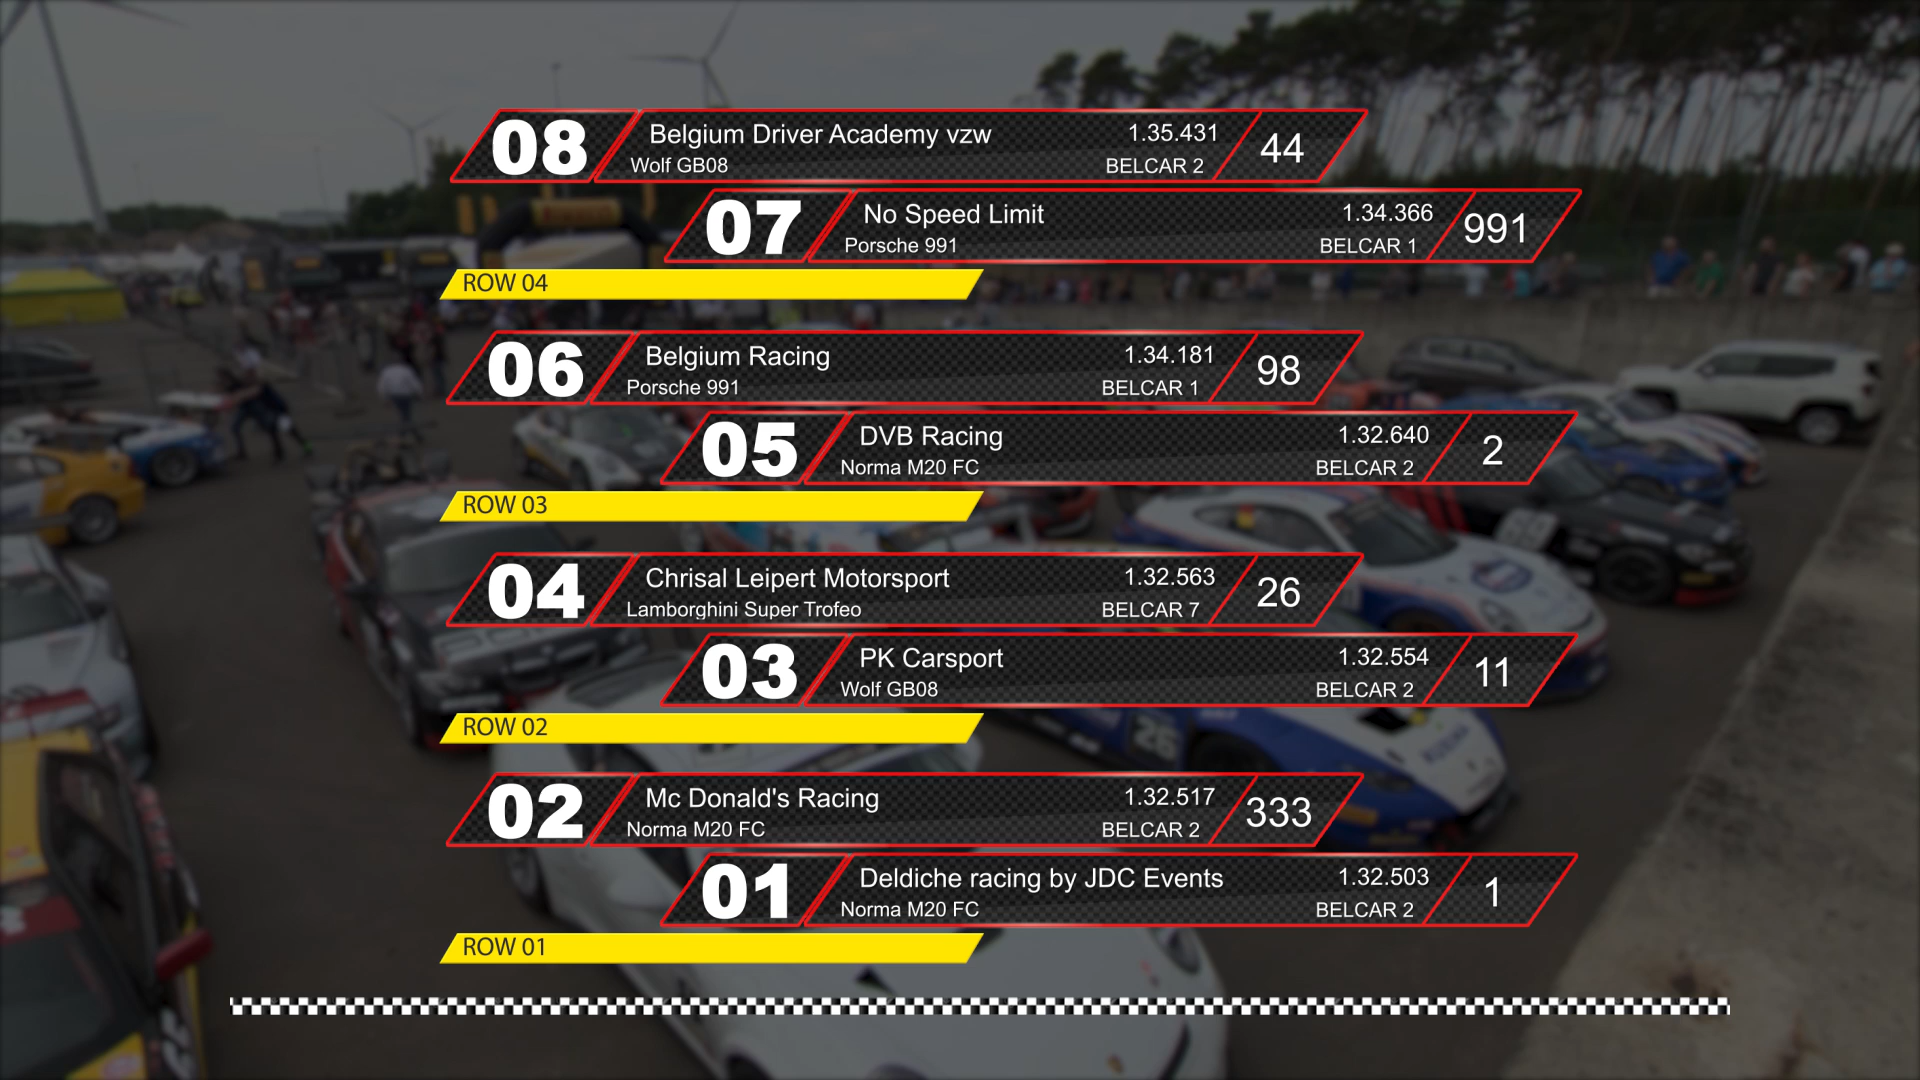 08 Belgium Driver Academy vzw 1.35.431 44
Wolf GB08 BELCAR 2
07 No Speed Limit 1.34.366 991
Porsche 991 BELCAR 1
ROW 04
06 Belgium Racing 1.34.181 98
Porsche 991 BELCAR 1
05 DVB Racing 1.32.640 2
Norma M20 FC BELCAR 2
ROW 03
04 Chrisal Leipert Motorsport 1.32.563 26
Lamborghini Super Trofeo BELCAR 7
03 PK Carsport 1.32.554 11
Wolf GB08 BELCAR 2
ROW 02
02 Mc Donald's Racing 1.32.517 333
Norma M20 FC BELCAR 2
01 Deldiche racing by JDC Events 1.32.503 1
Norma M20 FC BELCAR 2
ROW 01
69
26